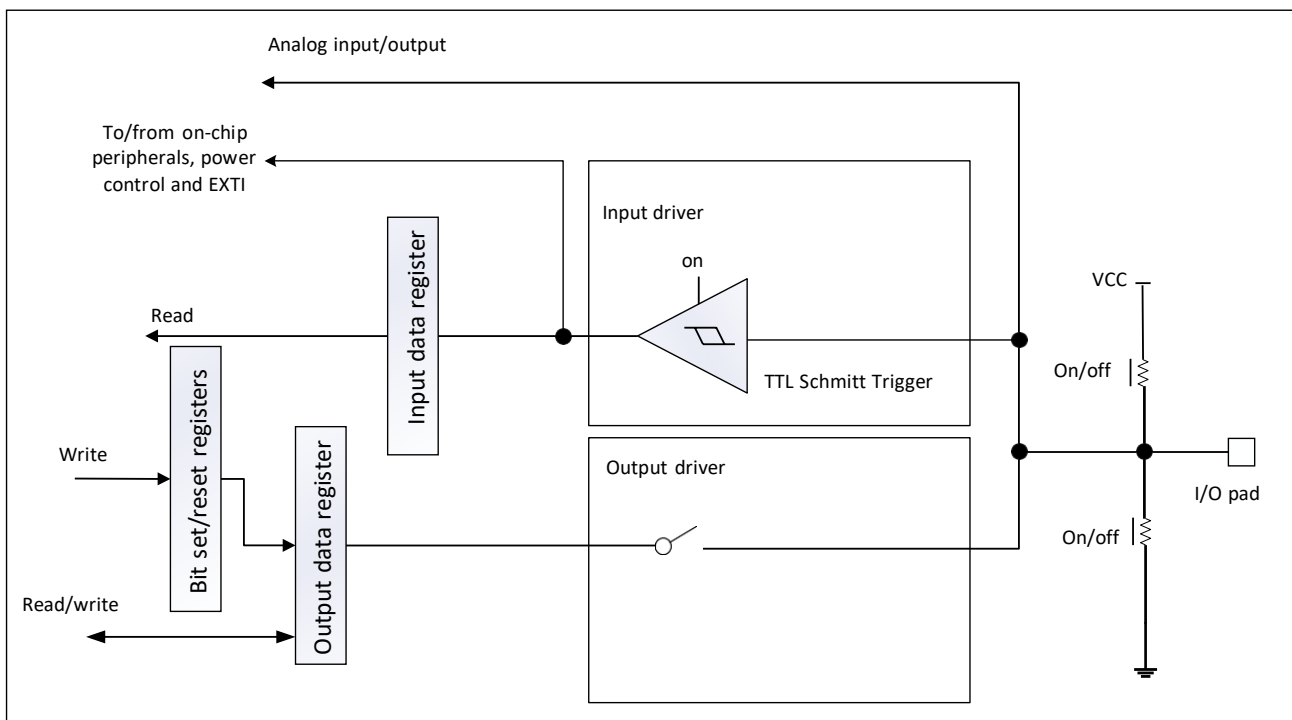 Analog input/output
To/from on-chip
peripherals, power
control and EXTI
Input driver
on
Input data register
VCC
Read
On/off
TTL Schmitt Trigger
Bit set/reset registers
Write
Output data register
Output driver
I/O pad
On/off
Read/write